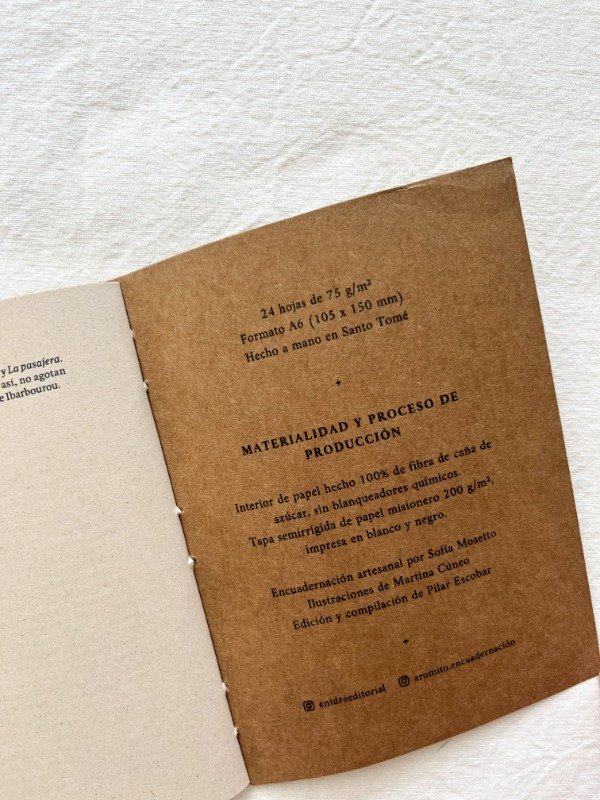 y La pasajera.
así, no agotan
e Ibarbourou.
24 hojas de 75 g/m²
Formato A6 (105 x 150 mm)
Hecho a mano en Santo Tomé
MATERIALIDAD Y PROCESO DE
PRODUCCIÓN
Interior de papel hecho 100% de fibra de caña de
azúcar, sin blanqueadores químicos.
Tapa semirrígida de papel misionero 200 g/m²,
impresa en blanco y negro.
Encuadernación artesanal por Sofía Mosetto
Ilustraciones de Martina Cúneo
Edición y compilación de Pilar Escobar
enidraeditorial aromito.encuadernación